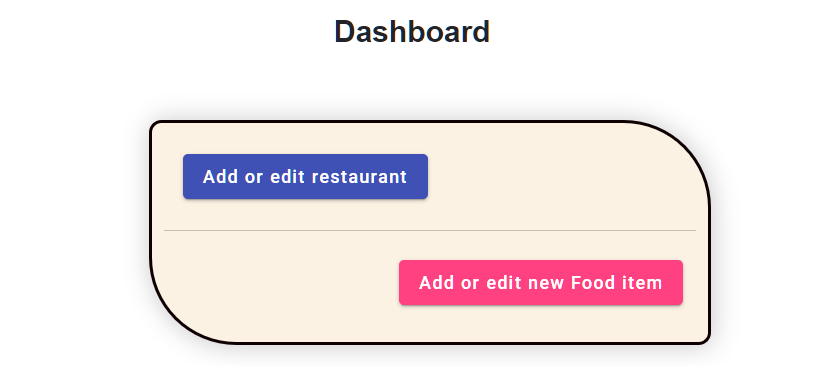 Dashboard
Add or edit restaurant
Add or edit new Food item